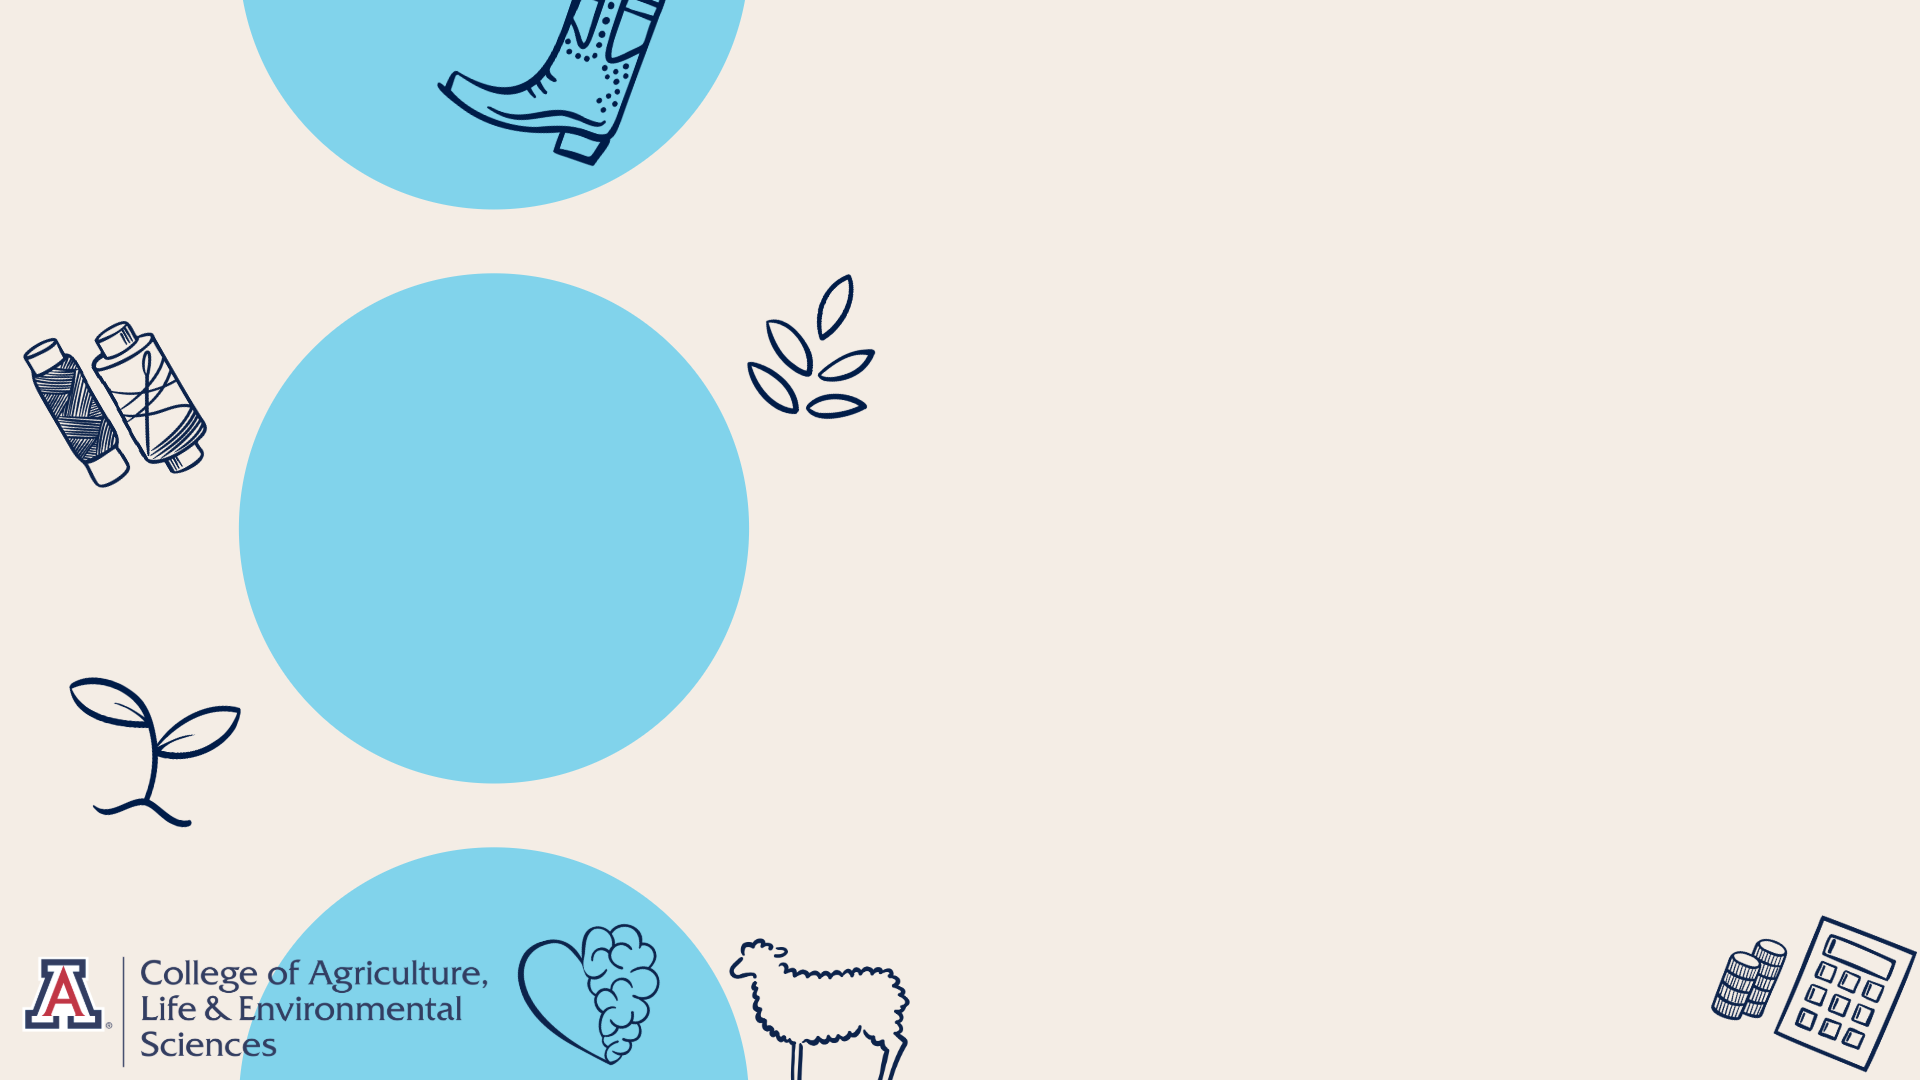 A ®
College of Agriculture,
Life & Environmental
Sciences